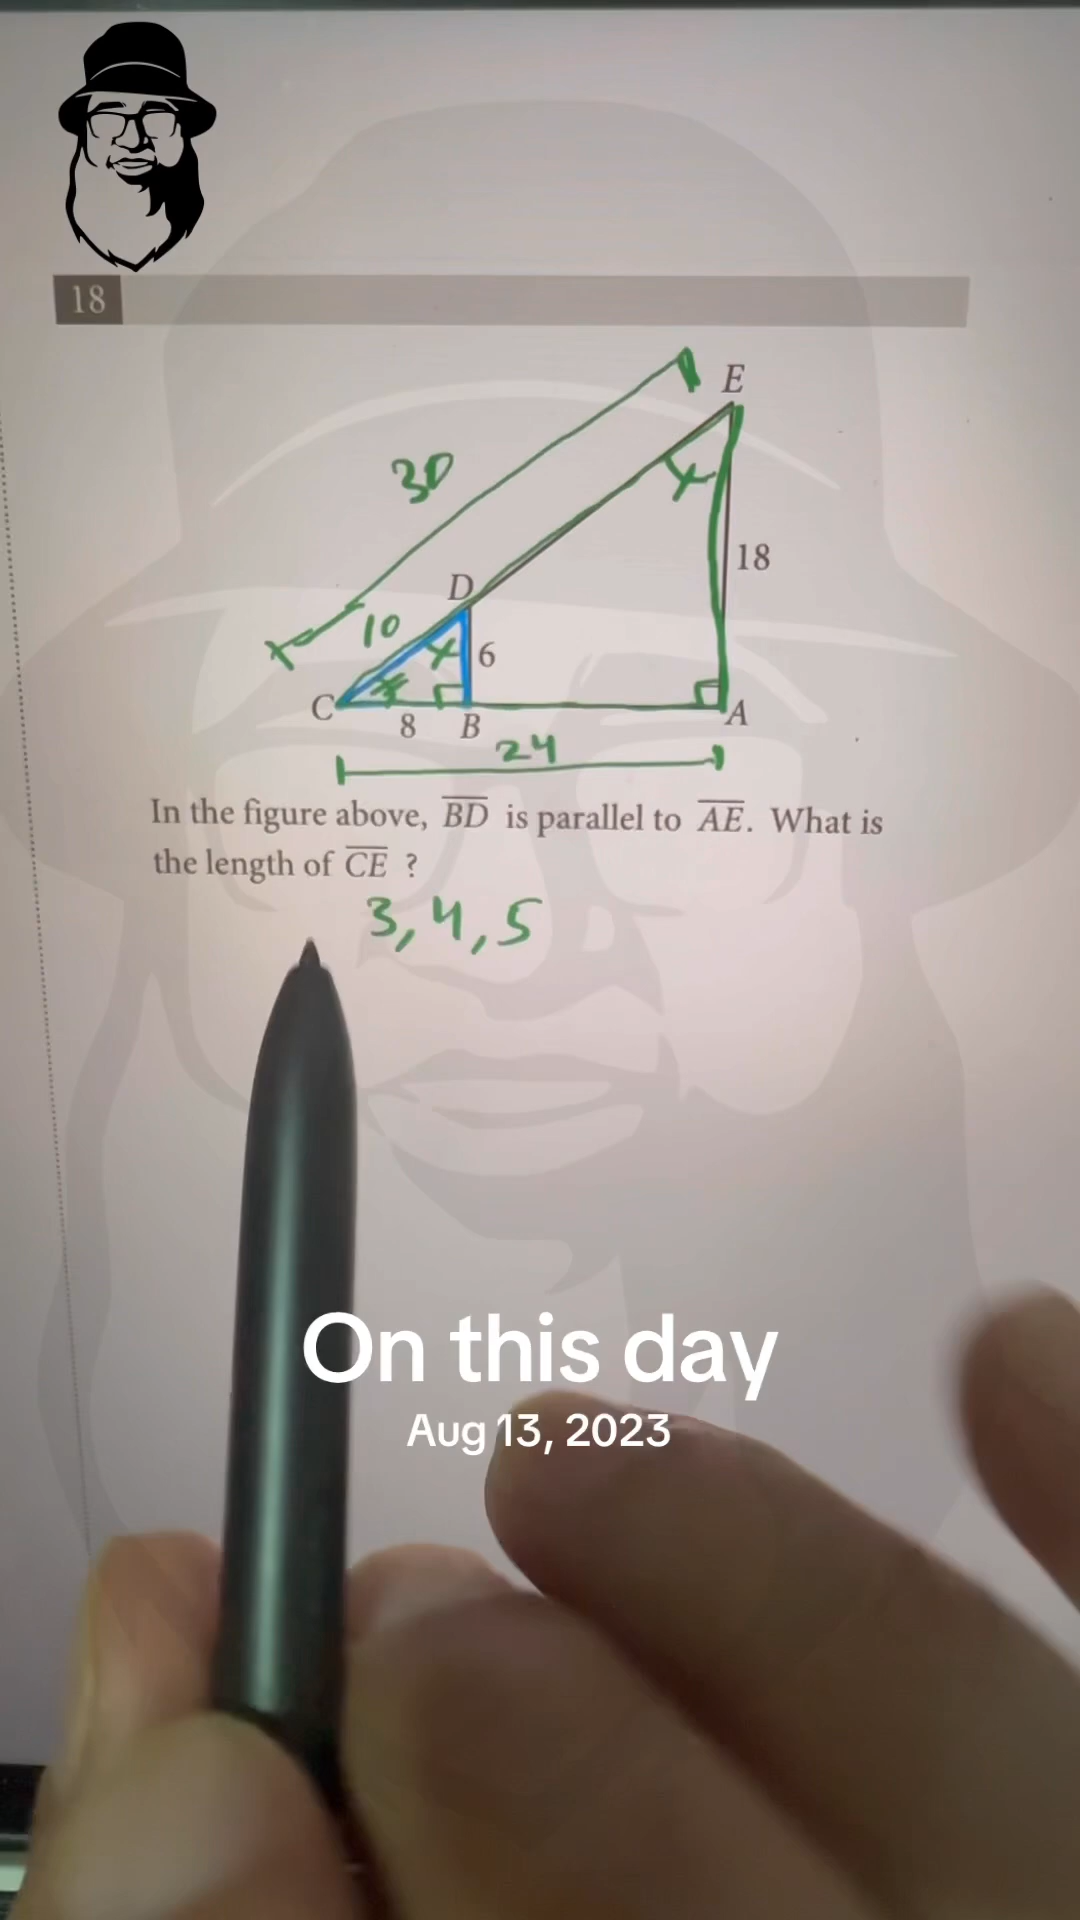 18
E
30
x
18
D
10
x
6
x
C
8
B
A
24
In the figure above, BD is parallel to AE. What is
the length of CE ?
3, 4, 5
On this day
Aug 13, 2023